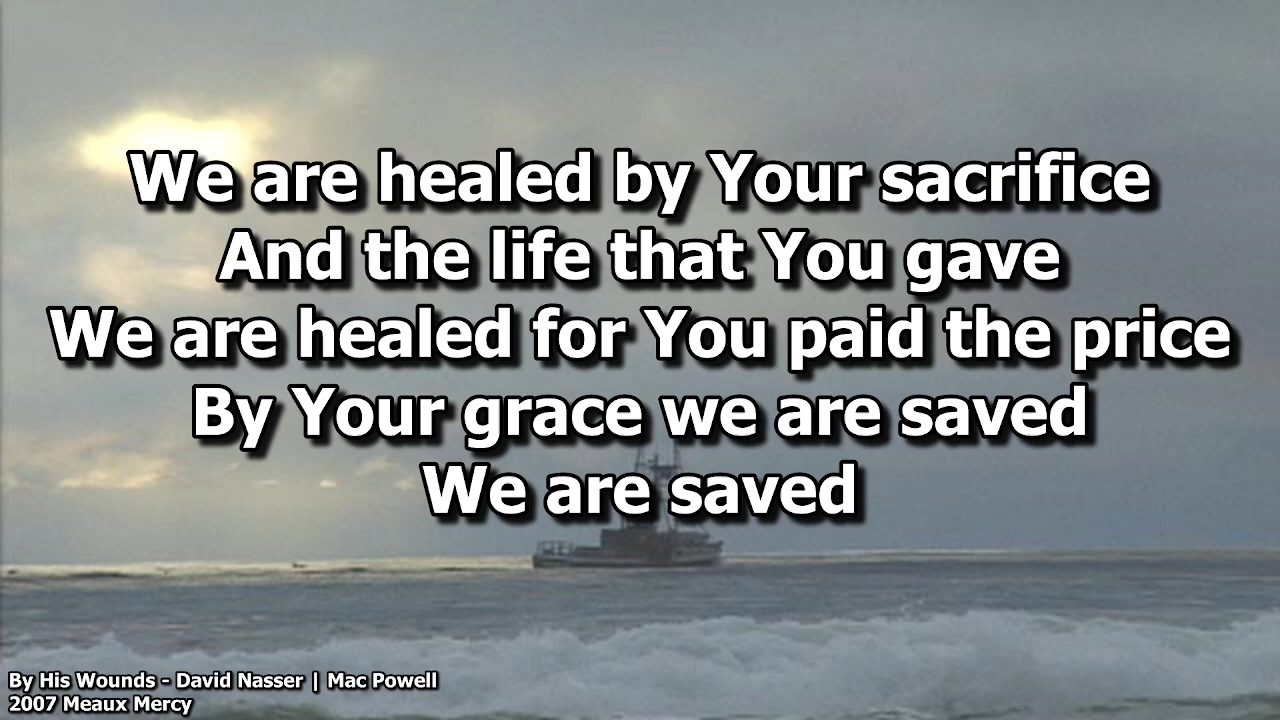 We are healed by Your sacrifice
And the life that You gave
We are healed for You paid the price
By Your grace we are saved
We are saved
By His Wounds - David Nasser | Mac Powell
2007 Meaux Mercy